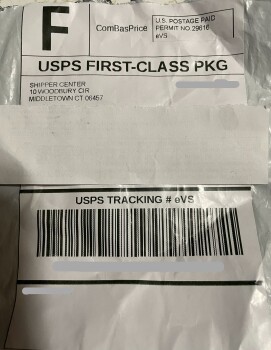 F
ComBasPrice
U.S. POSTAGE PAID
PERMIT NO 29616
eVS
USPS FIRST-CLASS PKG
SHIPPER CENTER
10 WOODBURY CIR
MIDDLETOWN CT 06457
USPS TRACKING # eVS